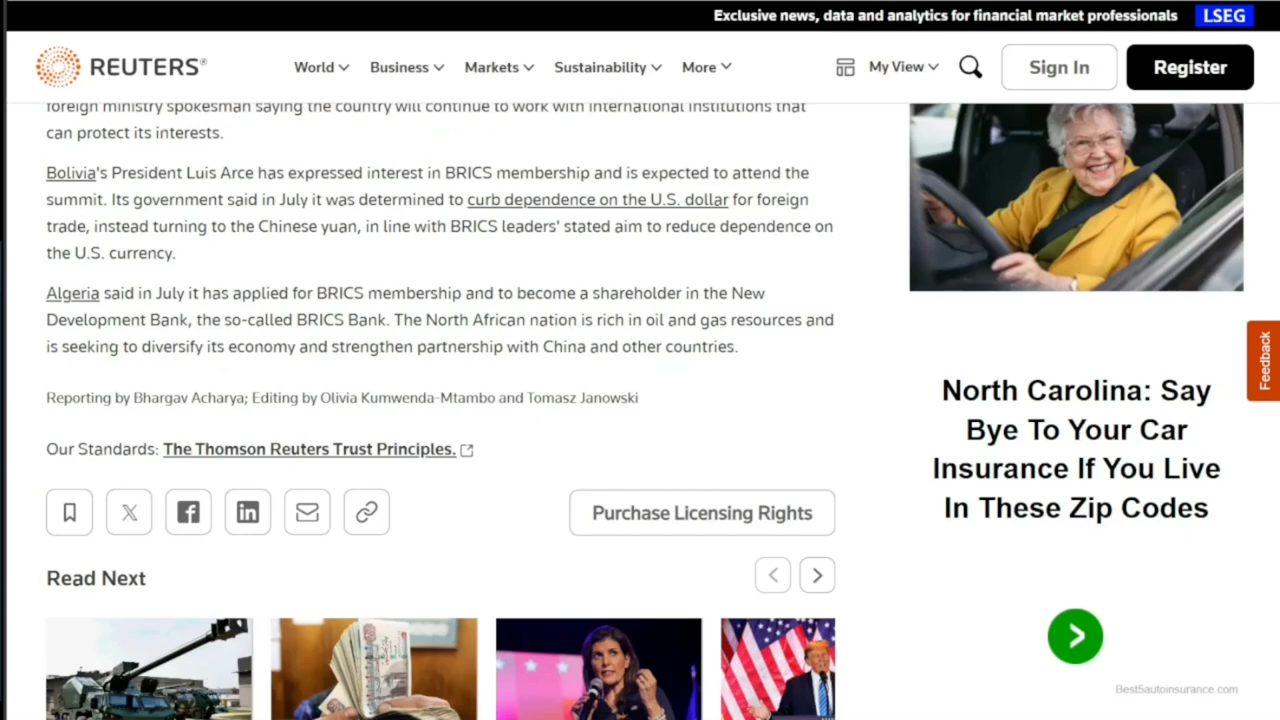 Exclusive news, data and analytics for financial market professionals LSEG
REUTERS®
World Business Markets Sustainability More My View Sign In Register
foreign ministry spokesman saying the country will continue to work with international institutions that
can protect its interests.
Bolivia's President Luis Arce has expressed interest in BRICS membership and is expected to attend the
summit. Its government said in July it was determined to curb dependence on the U.S. dollar for foreign
trade, instead turning to the Chinese yuan, in line with BRICS leaders' stated aim to reduce dependence on
the U.S. currency.
Algeria said in July it has applied for BRICS membership and to become a shareholder in the New
Development Bank, the so-called BRICS Bank. The North African nation is rich in oil and gas resources and
is seeking to diversify its economy and strengthen partnership with China and other countries.
Reporting by Bhargav Acharya; Editing by Olivia Kumwenda-Mtambo and Tomasz Janowski
Our Standards: The Thomson Reuters Trust Principles.
Purchase Licensing Rights
Read Next
Feedback
North Carolina: Say
Bye To Your Car
Insurance If You Live
In These Zip Codes
Best5autoinsurance.com